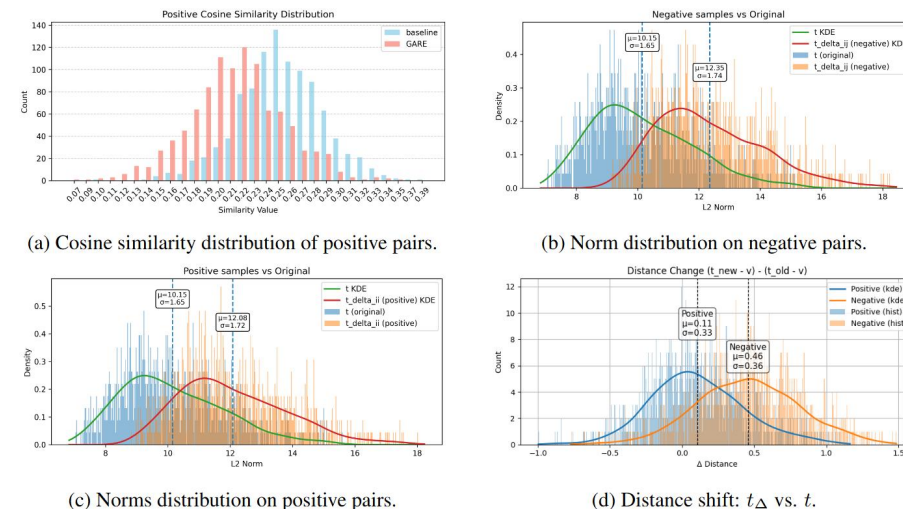 Positive Cosine Similarity Distribution
140
120
100
80
60
40
20
0
Count
baseline
GARE
0.07 0.09 0.10 0.11 0.12 0.13 0.14 0.15 0.16 0.17 0.18 0.19 0.20 0.21 0.22 0.23 0.24 0.25 0.26 0.27 0.28 0.29 0.30 0.31 0.32 0.33 0.34 0.35 0.37 0.39
Similarity Value
(a) Cosine similarity distribution of positive pairs.
Negative samples vs Original
0.4
0.3
0.2
0.1
0.0
Density
μ=10.15
σ=1.65
μ=12.35
σ=1.74
t KDE
t_delta_ij (negative) KD
t (original)
t_delta_ij (negative)
8 10 12 14 16 18
L2 Norm
(b) Norm distribution on negative pairs.
Positive samples vs Original
0.5
0.4
0.3
0.2
0.1
0.0
Density
μ=10.15
σ=1.65
μ=12.08
σ=1.72
t KDE
t_delta_ii (positive) KDE
t (original)
t_delta_ii (positive)
8 10 12 14 16 18
L2 Norm
(c) Norms distribution on positive pairs.
Distance Change (t_new - v) - (t_old - v)
12
10
8
6
4
2
0
Count
Positive
μ=0.11
σ=0.33
Negative
μ=0.46
σ=0.36
Positive (kde)
Negative (kde
Positive (hist)
Negative (hist
−1.0 −0.5 0.0 0.5 1.0 1.5
Δ Distance
(d) Distance shift: tΔ vs. t.